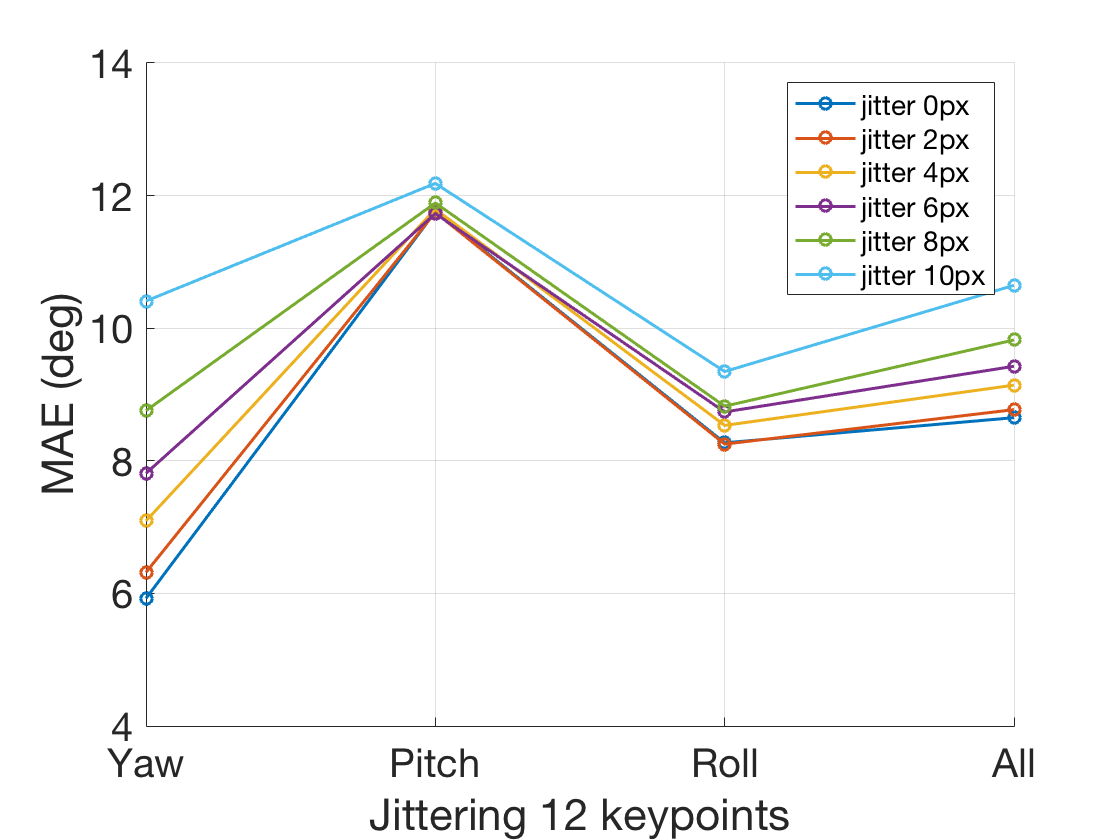 14
12
10
8
6
4
MAE (deg)
jitter 0px
jitter 2px
jitter 4px
jitter 6px
jitter 8px
jitter 10px
Yaw Pitch Roll All
Jittering 12 keypoints